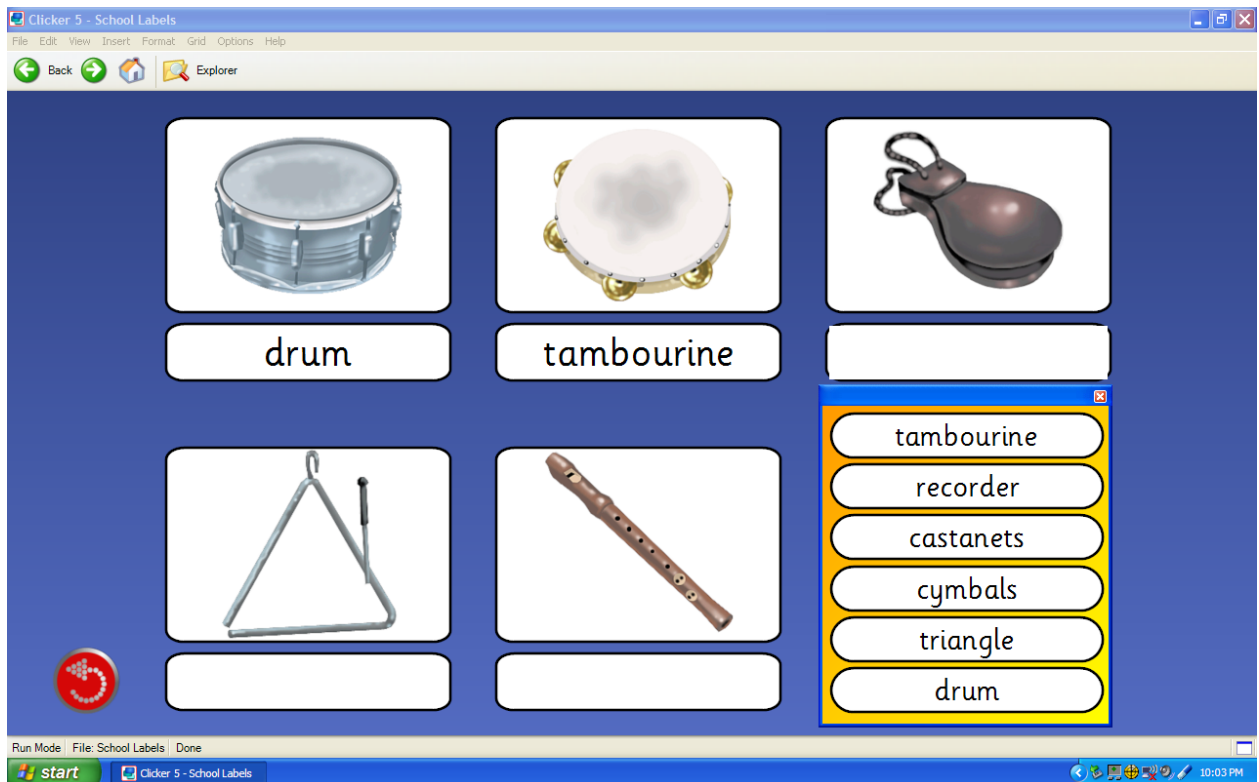 Clicker 5 - School Labels
File Edit View Insert Format Grid Options Help
Back Explorer
drum
tambourine
tambourine
recorder
castanets
cymbals
triangle
drum
Run Mode File: School Labels Done
start Clicker 5 - School Labels 10:03 PM